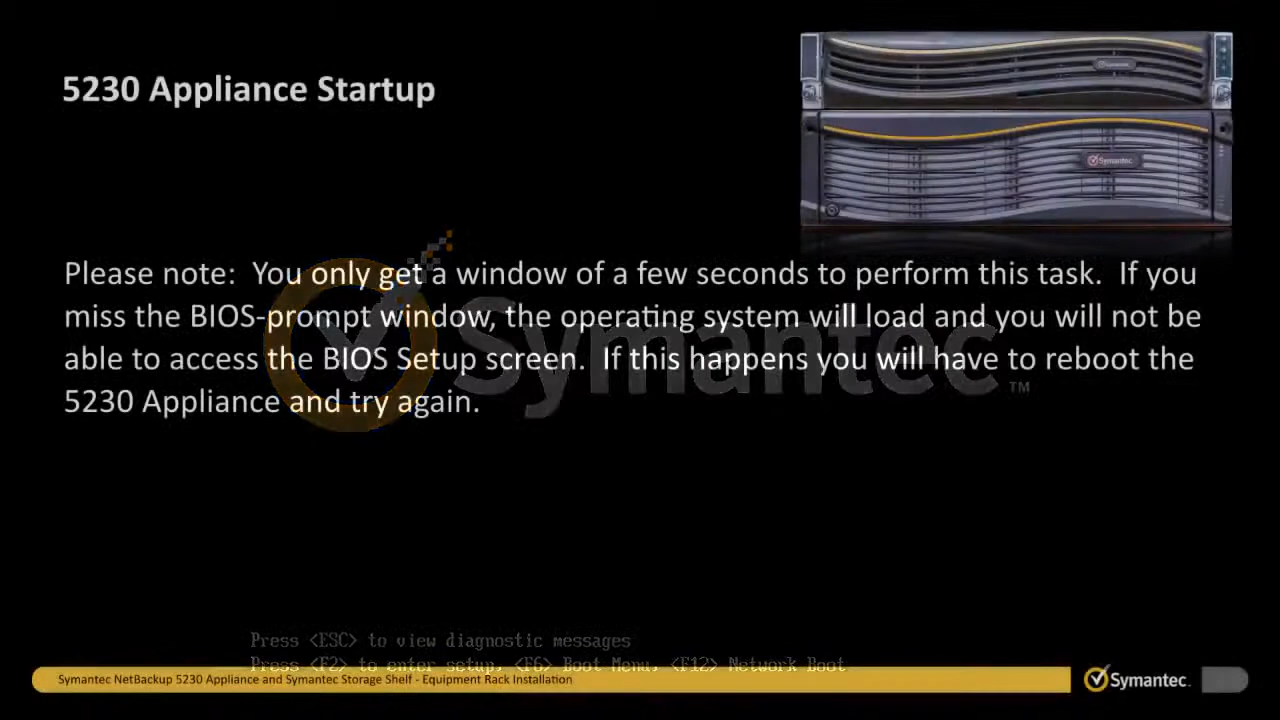 5230 Appliance Startup
Symantec
Symantec
Please note:  You only get a window of a few seconds to perform this task.  If you
miss the BIOS-prompt window, the operating system will load and you will not be
able to access the BIOS Setup screen.  If this happens you will have to reboot the
5230 Appliance and try again.
Symantec™
Press <ESC> to view diagnostic messages
Press <F2> to enter setup, <F6> Boot Menu, <F12> Network Boot
Symantec NetBackup 5230 Appliance and Symantec Storage Shelf - Equipment Rack Installation
Symantec.